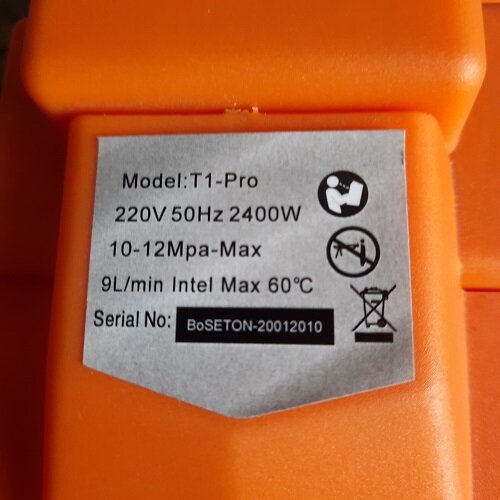 Model:T1-Pro
220V 50Hz 2400W
10-12Mpa-Max
9L/min Intel Max 60℃
Serial No: BoSETON-20012010